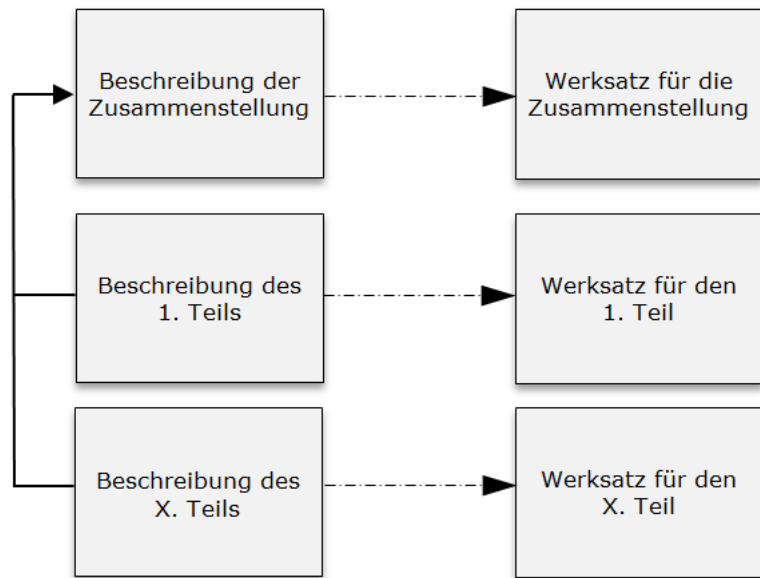 Beschreibung der
Zusammenstellung
Werksatz für die
Zusammenstellung
Beschreibung des
1. Teils
Werksatz für den
1. Teil
Beschreibung des
X. Teils
Werksatz für den
X. Teil